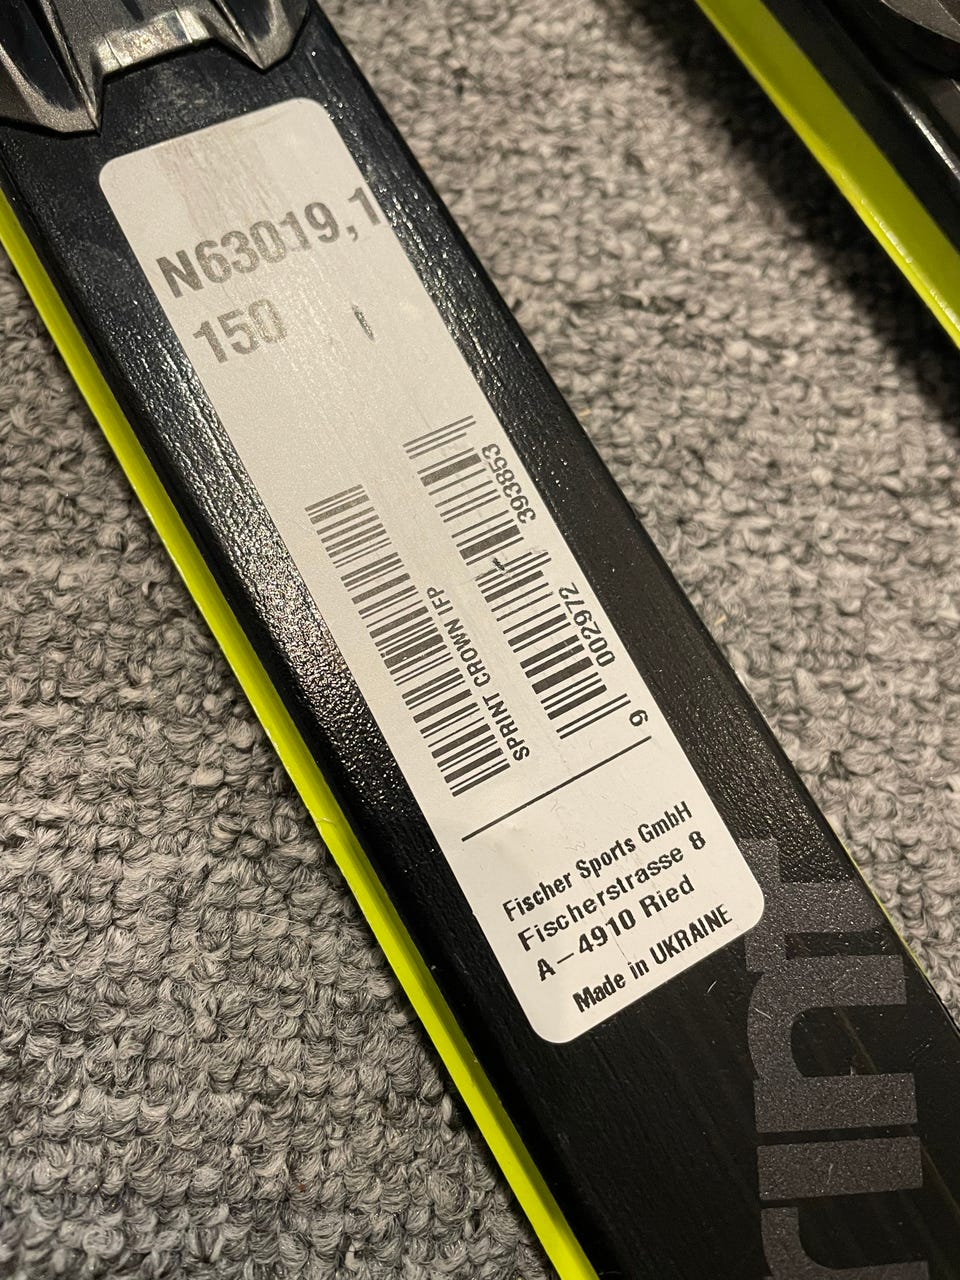 N63019,1
150
SPRINT CROWN IFP
9 002972 393853
Fischer Sports GmbH
Fischerstrasse 8
A-4910 Ried
Made in UKRAINE